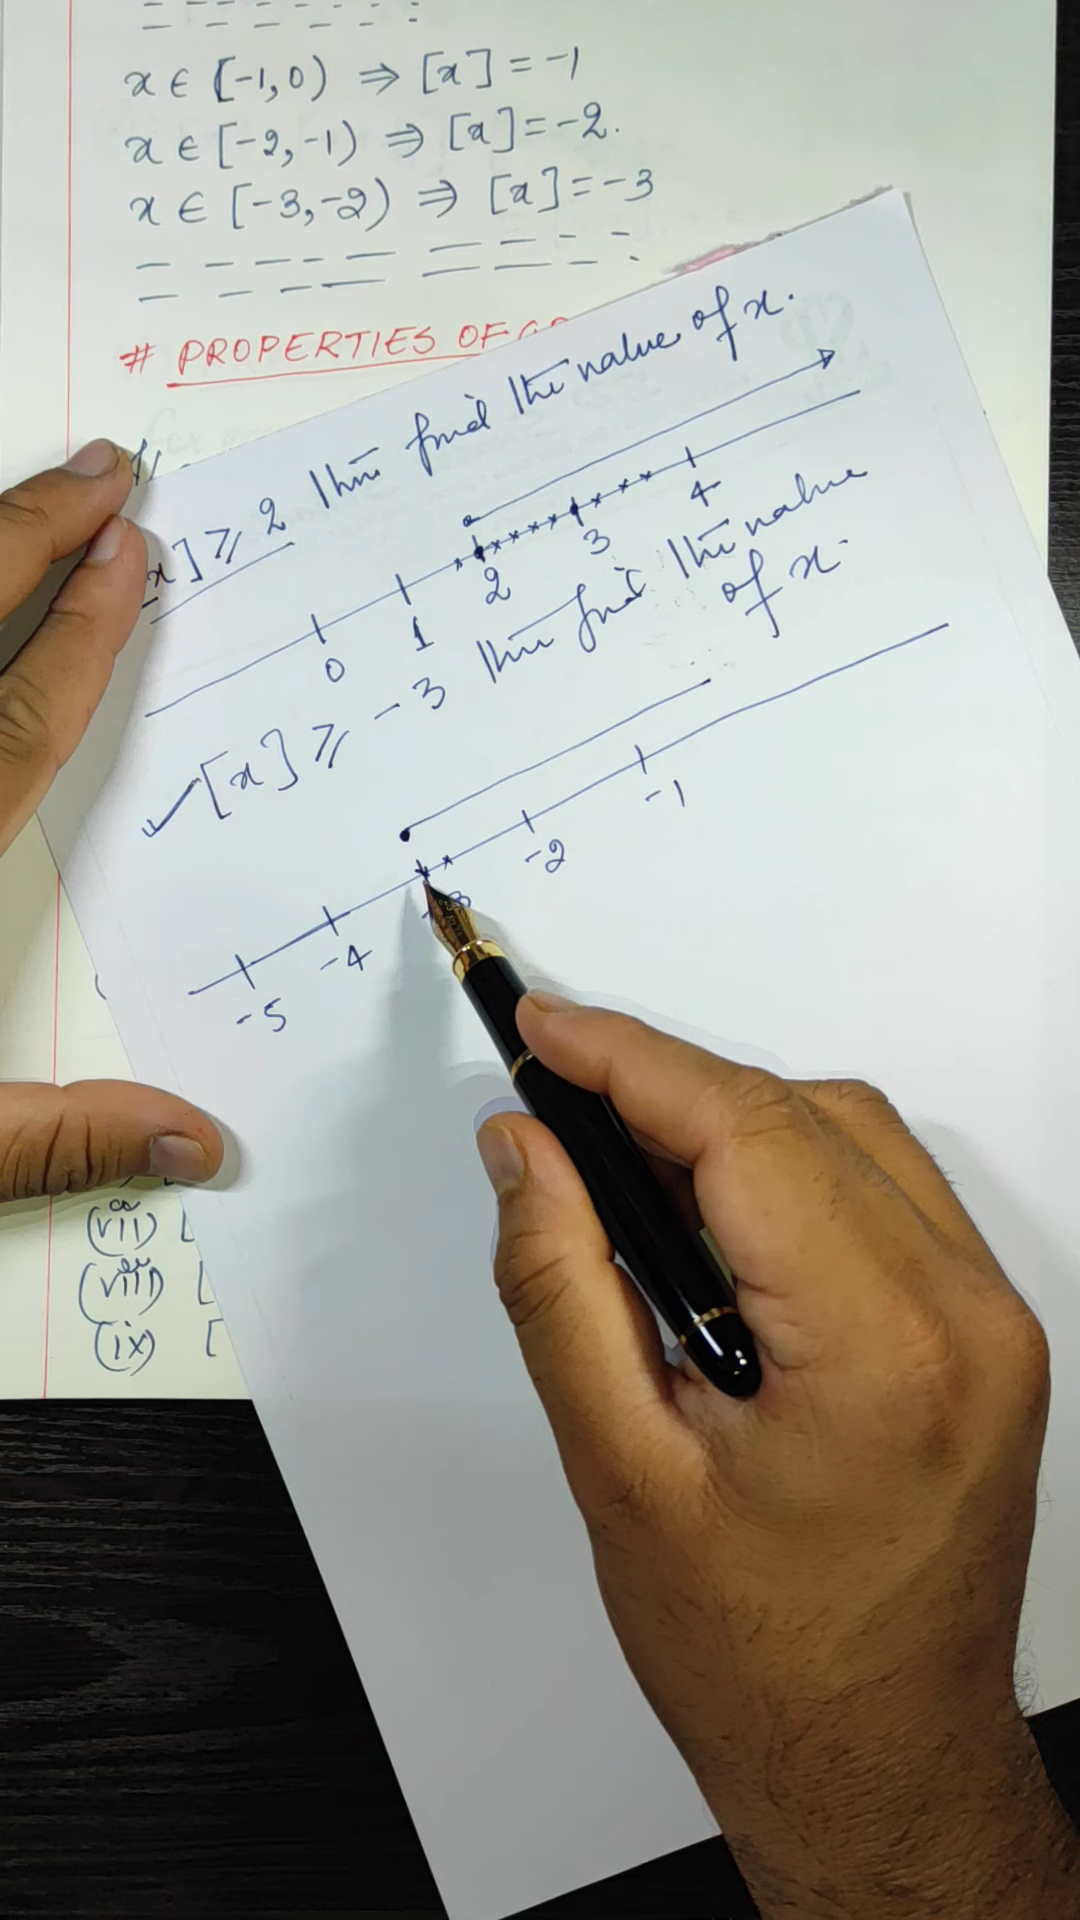 x ∈ [-1,0) ⇒ [x] = -1
x ∈ [-2,-1) ⇒ [x] = -2.
x ∈ [-3,-2) ⇒ [x] = -3
# PROPERTIES OF
x] ⩾ 2 then find the value of x.
0 1 2 3 4
✓ [x] ⩾ -3 then find the value
of x.
-5 -4 -3 -2 -1
(vii) [
(viii) [
(ix) [